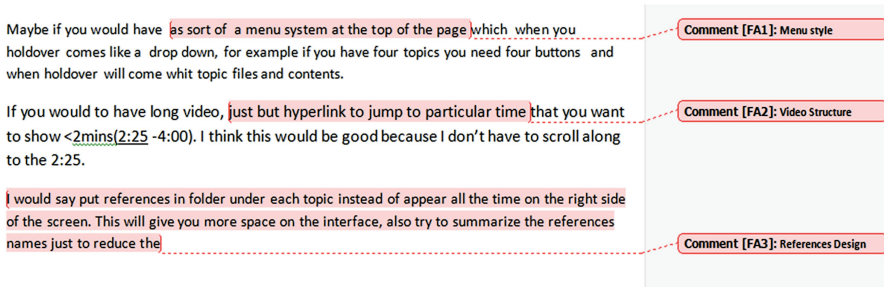 Maybe if you would have as sort of a menu system at the top of the page which when you
holdover comes like a drop down, for example if you have four topics you need four buttons and
when holdover will come whit topic files and contents.
Comment [FA1]: Menu style
If you would to have long video, just but hyperlink to jump to particular time that you want
to show <2mins(2:25 -4:00). I think this would be good because I don't have to scroll along
to the 2:25.
Comment [FA2]: Video Structure
I would say put references in folder under each topic instead of appear all the time on the right side
of the screen. This will give you more space on the interface, also try to summarize the references
names just to reduce the
Comment [FA3]: References Design